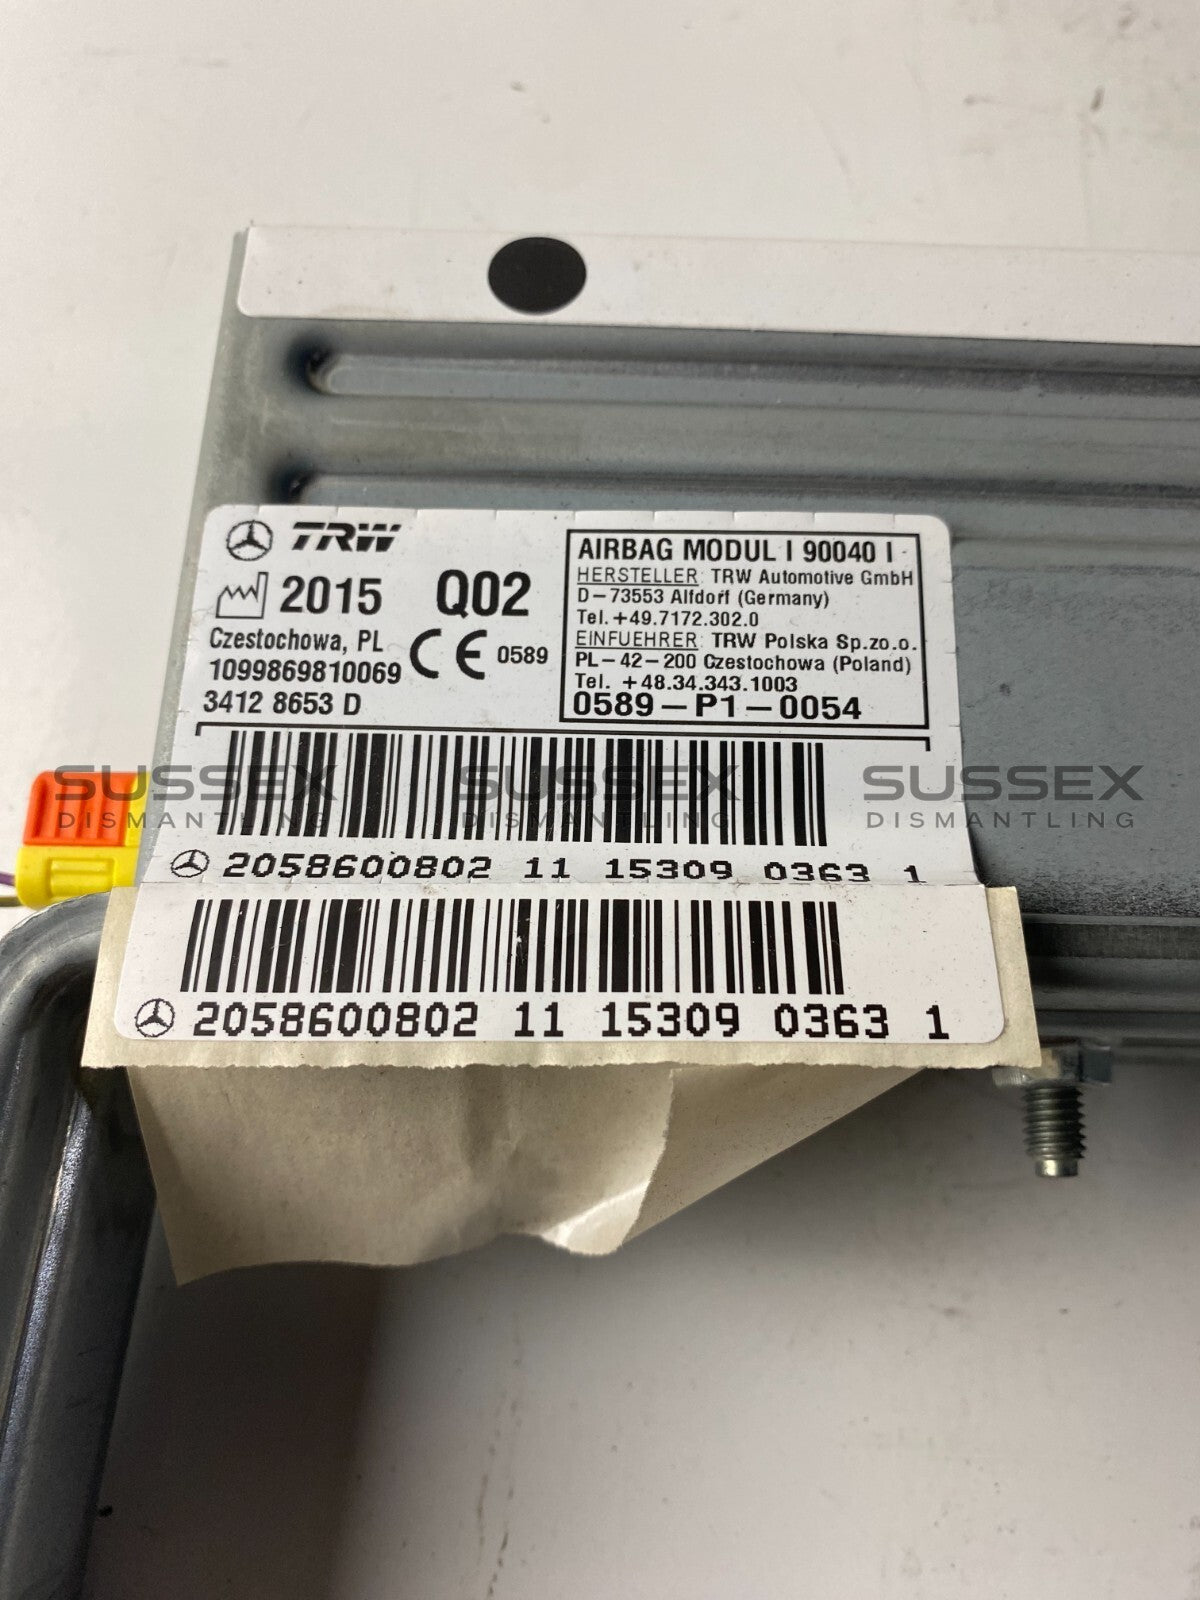 TRW
2015 Q02
Czestochowa, PL
1099869810069
3412 8653 D
CE 0589
AIRBAG MODUL I 90040 I
HERSTELLER: TRW Automotive GmbH
D-73553 Alfdorf (Germany)
Tel. +49.7172.302.0
EINFUEHRER: TRW Polska Sp.zo.o.
PL-42-200 Czestochowa (Poland)
Tel. +48.34.343.1003
0589-P1-0054
SUSSEX SUSSEX SUSSEX
DISMANTLING DISMANTLING DISMANTLING
2058600802 11 15309 0363 1
2058600802 11 15309 0363 1